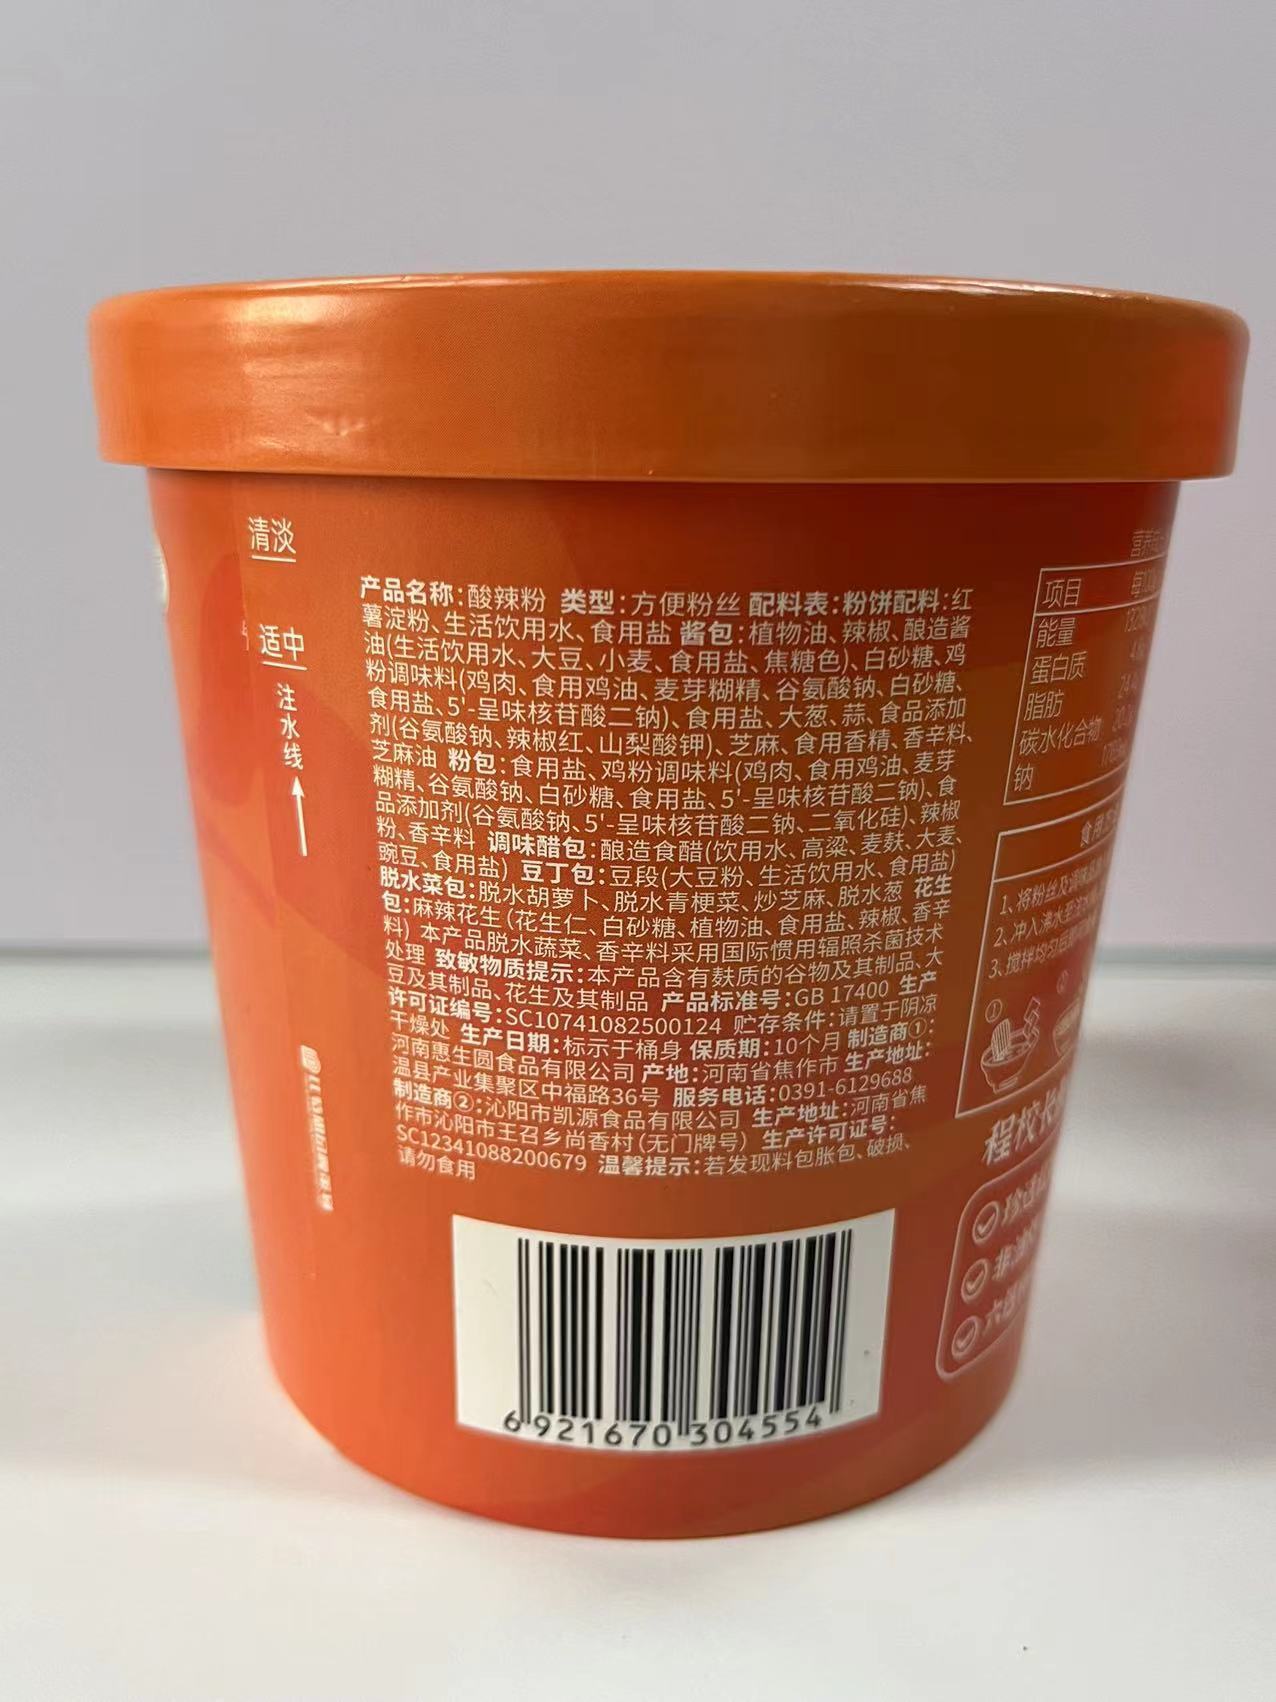 清淡
适中
注水线
产品名称:酸辣粉 类型:方便粉丝 配料表:粉饼配料:红
薯淀粉、生活饮用水、食用盐 酱包:植物油、辣椒、酿造酱
油(生活饮用水、大豆、小麦、食用盐、焦糖色)、白砂糖、鸡
粉调味料(鸡肉、食用鸡油、麦芽糊精、谷氨酸钠、白砂糖、
食用盐、5'-呈味核苷酸二钠)、食用盐、大葱、蒜、食品添加
剂(谷氨酸钠、辣椒红、山梨酸钾)、芝麻、食用香精、香辛料、
芝麻油 粉包:食用盐、鸡粉调味料(鸡肉、食用鸡油、麦芽
糊精、谷氨酸钠、白砂糖、食用盐、5'-呈味核苷酸二钠)、食
品添加剂(谷氨酸钠、5'-呈味核苷酸二钠、二氧化硅)、辣椒
粉、香辛料 调味醋包:酿造食醋(饮用水、高粱、麦麸、大麦、
豌豆、食用盐) 豆丁包:豆段(大豆粉、生活饮用水、食用盐)
脱水菜包:脱水胡萝卜、脱水青梗菜、炒芝麻、脱水葱 花生
包:麻辣花生(花生仁、白砂糖、植物油、食用盐、辣椒、香辛
料) 本产品脱水蔬菜、香辛料采用国际惯用辐照杀菌技术
处理 致敏物质提示:本产品含有麸质的谷物及其制品、大
豆及其制品、花生及其制品 产品标准号:GB 17400 生产
许可证编号:SC10741082500124 贮存条件:请置于阴凉
干燥处 生产日期:标示于桶身 保质期:10个月 制造商①:
河南惠生圆食品有限公司 产地:河南省焦作市 生产地址:
温县产业集聚区中福路36号 服务电话:0391-6129688
制造商②:沁阳市凯源食品有限公司 生产地址:河南省焦
作市沁阳市王召乡尚香村(无门牌号) 生产许可证号:
SC12341088200679 温馨提示:若发现料包胀包、破损、
请勿食用
6921670304554
项目
能量
蛋白质
脂肪
碳水化合物
钠
1、将粉丝及调味
2、冲入沸水至
3、搅拌均匀后即
①
程校长